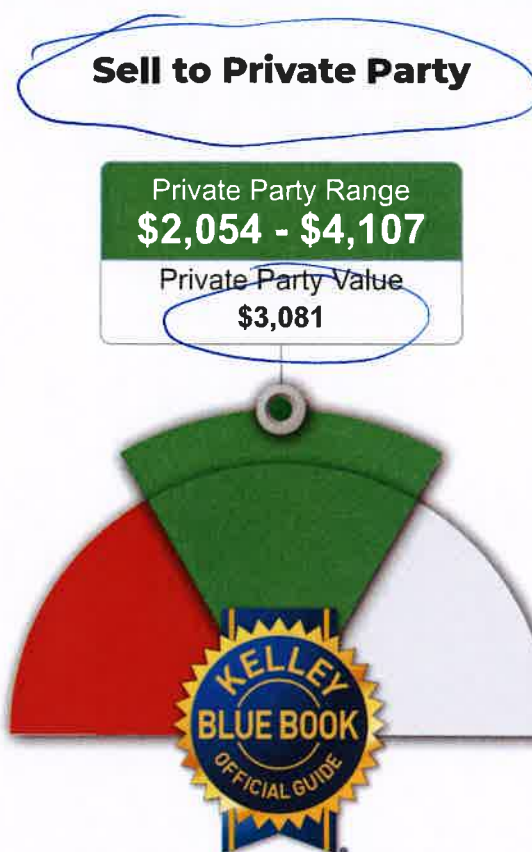 Sell to Private Party
Private Party Range
$2,054 - $4,107
Private Party Value
$3,081
KELLEY
BLUE BOOK
OFFICIAL GUIDE
®